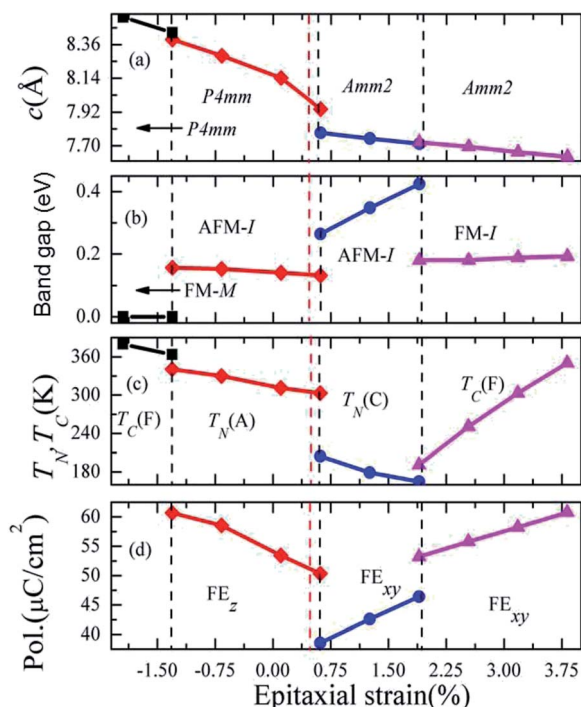 8.36
8.14
7.92
7.70
c(Å)
(a)
P4mm
P4mm
Amm2
Amm2
0.4
0.2
0.0
Band gap (eV)
(b)
AFM-I
FM-M
AFM-I
FM-I
360
300
240
180
T_N,T_C(K)
(c)
T_C(F)
T_N(A)
T_N(C)
T_C(F)
60
55
50
45
40
Pol.(μC/cm²)
(d)
FE_z
FE_xy
FE_xy
-1.50 -0.75 0.00 0.75 1.50 2.25 3.00 3.75
Epitaxial strain(%)